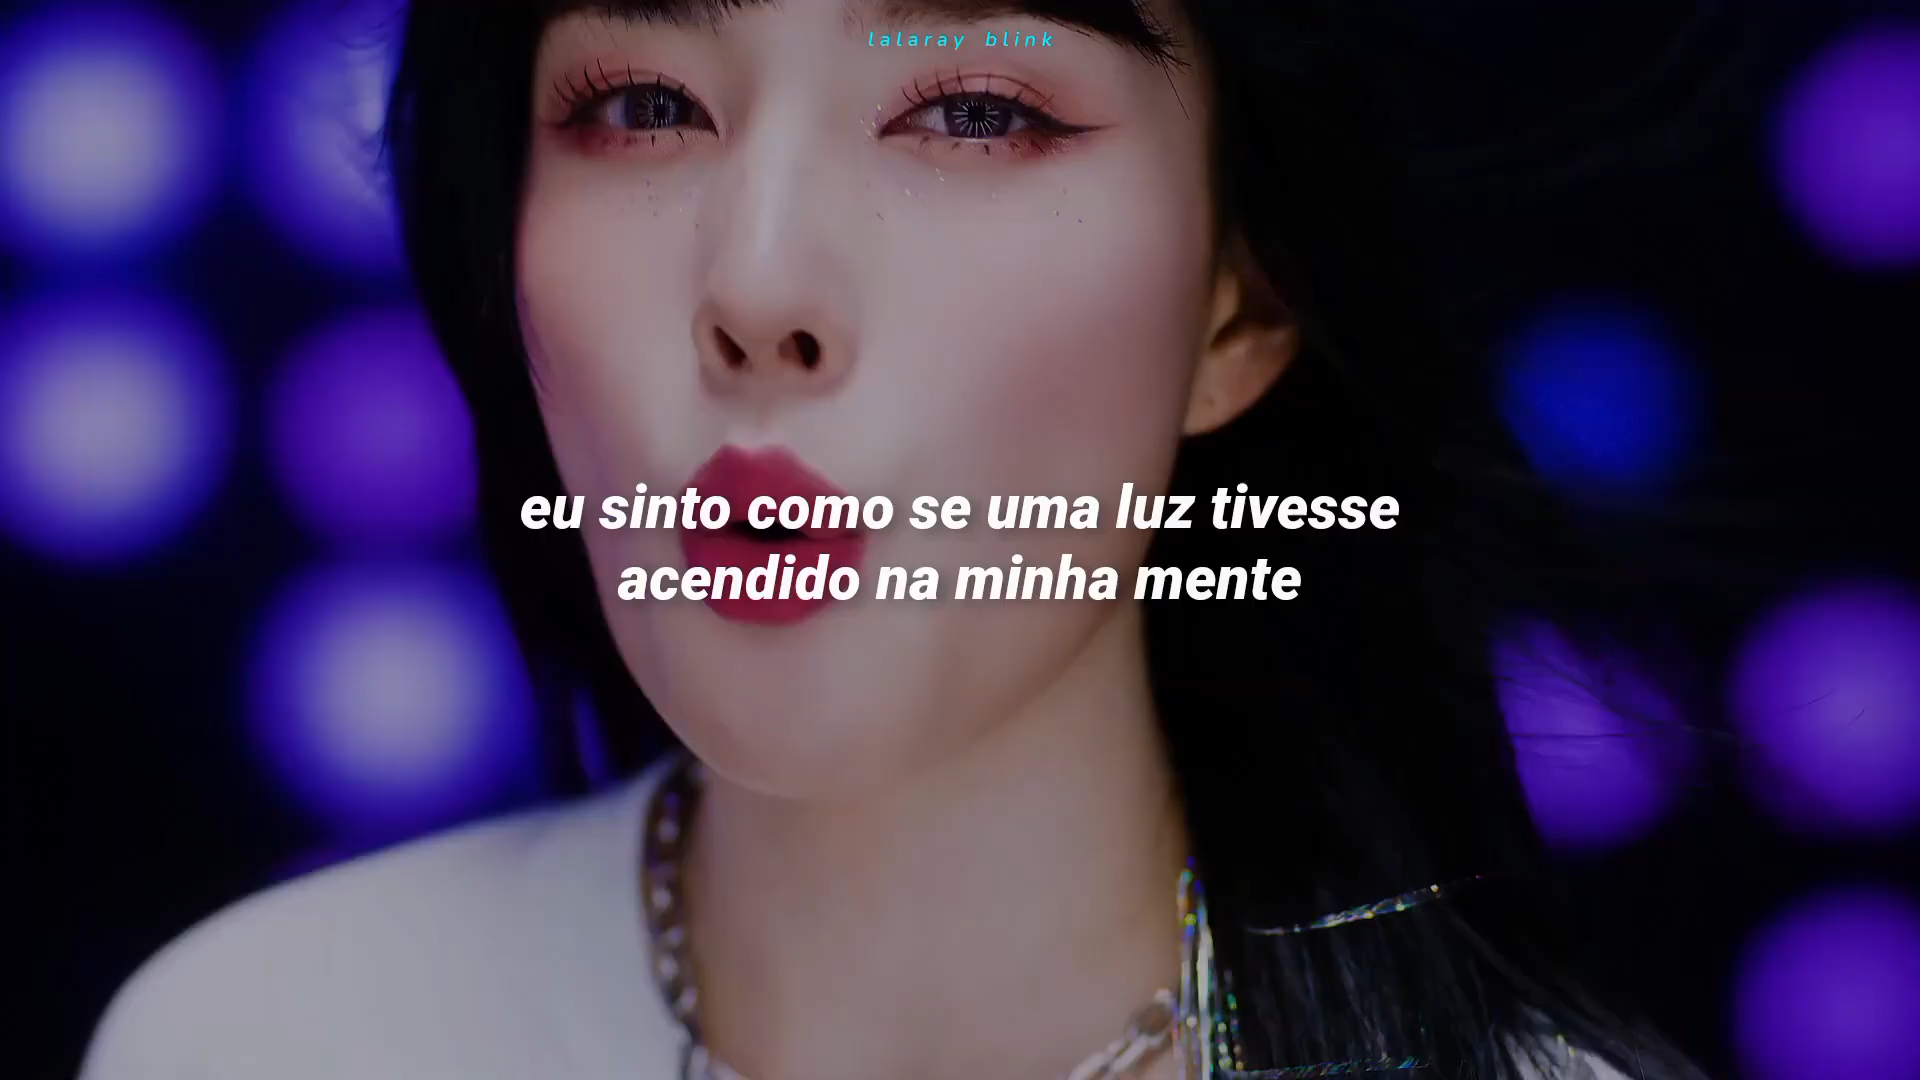 lalaray blink
eu sinto como se uma luz tivesse
acendido na minha mente